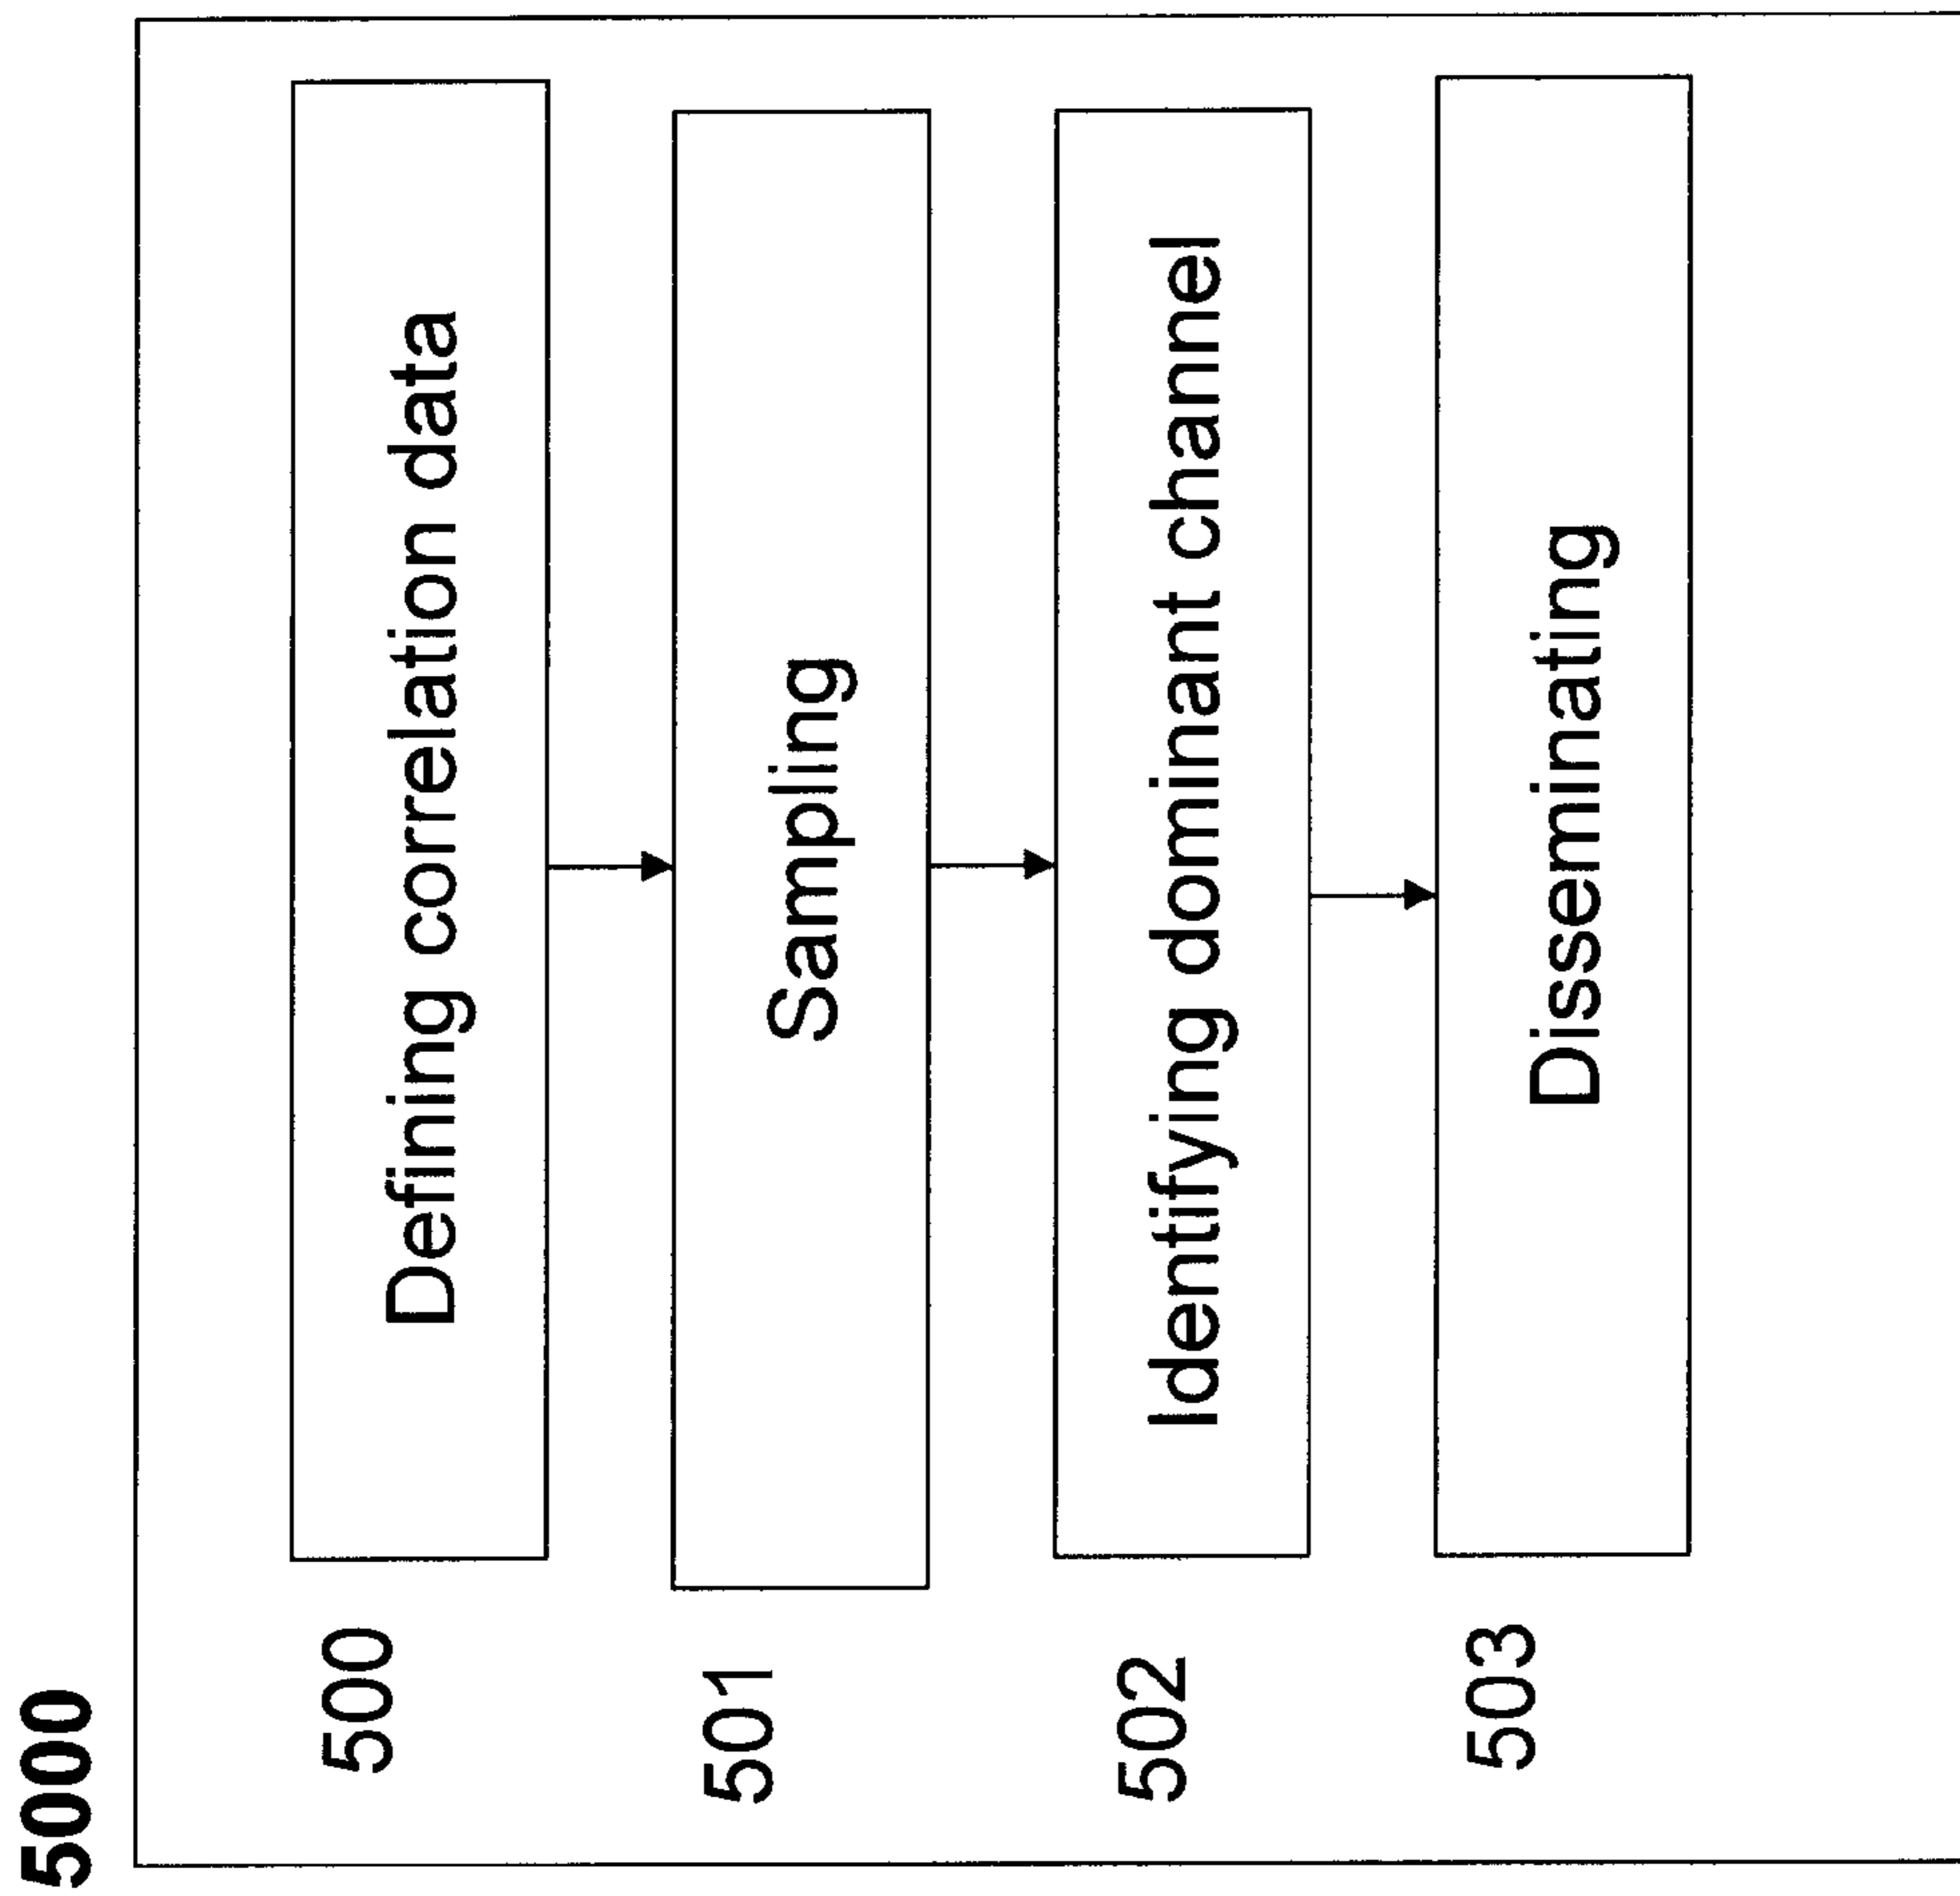 5000
500
Defining correlation data
501
Sampling
502
Identifying dominant channel
503
Disseminating